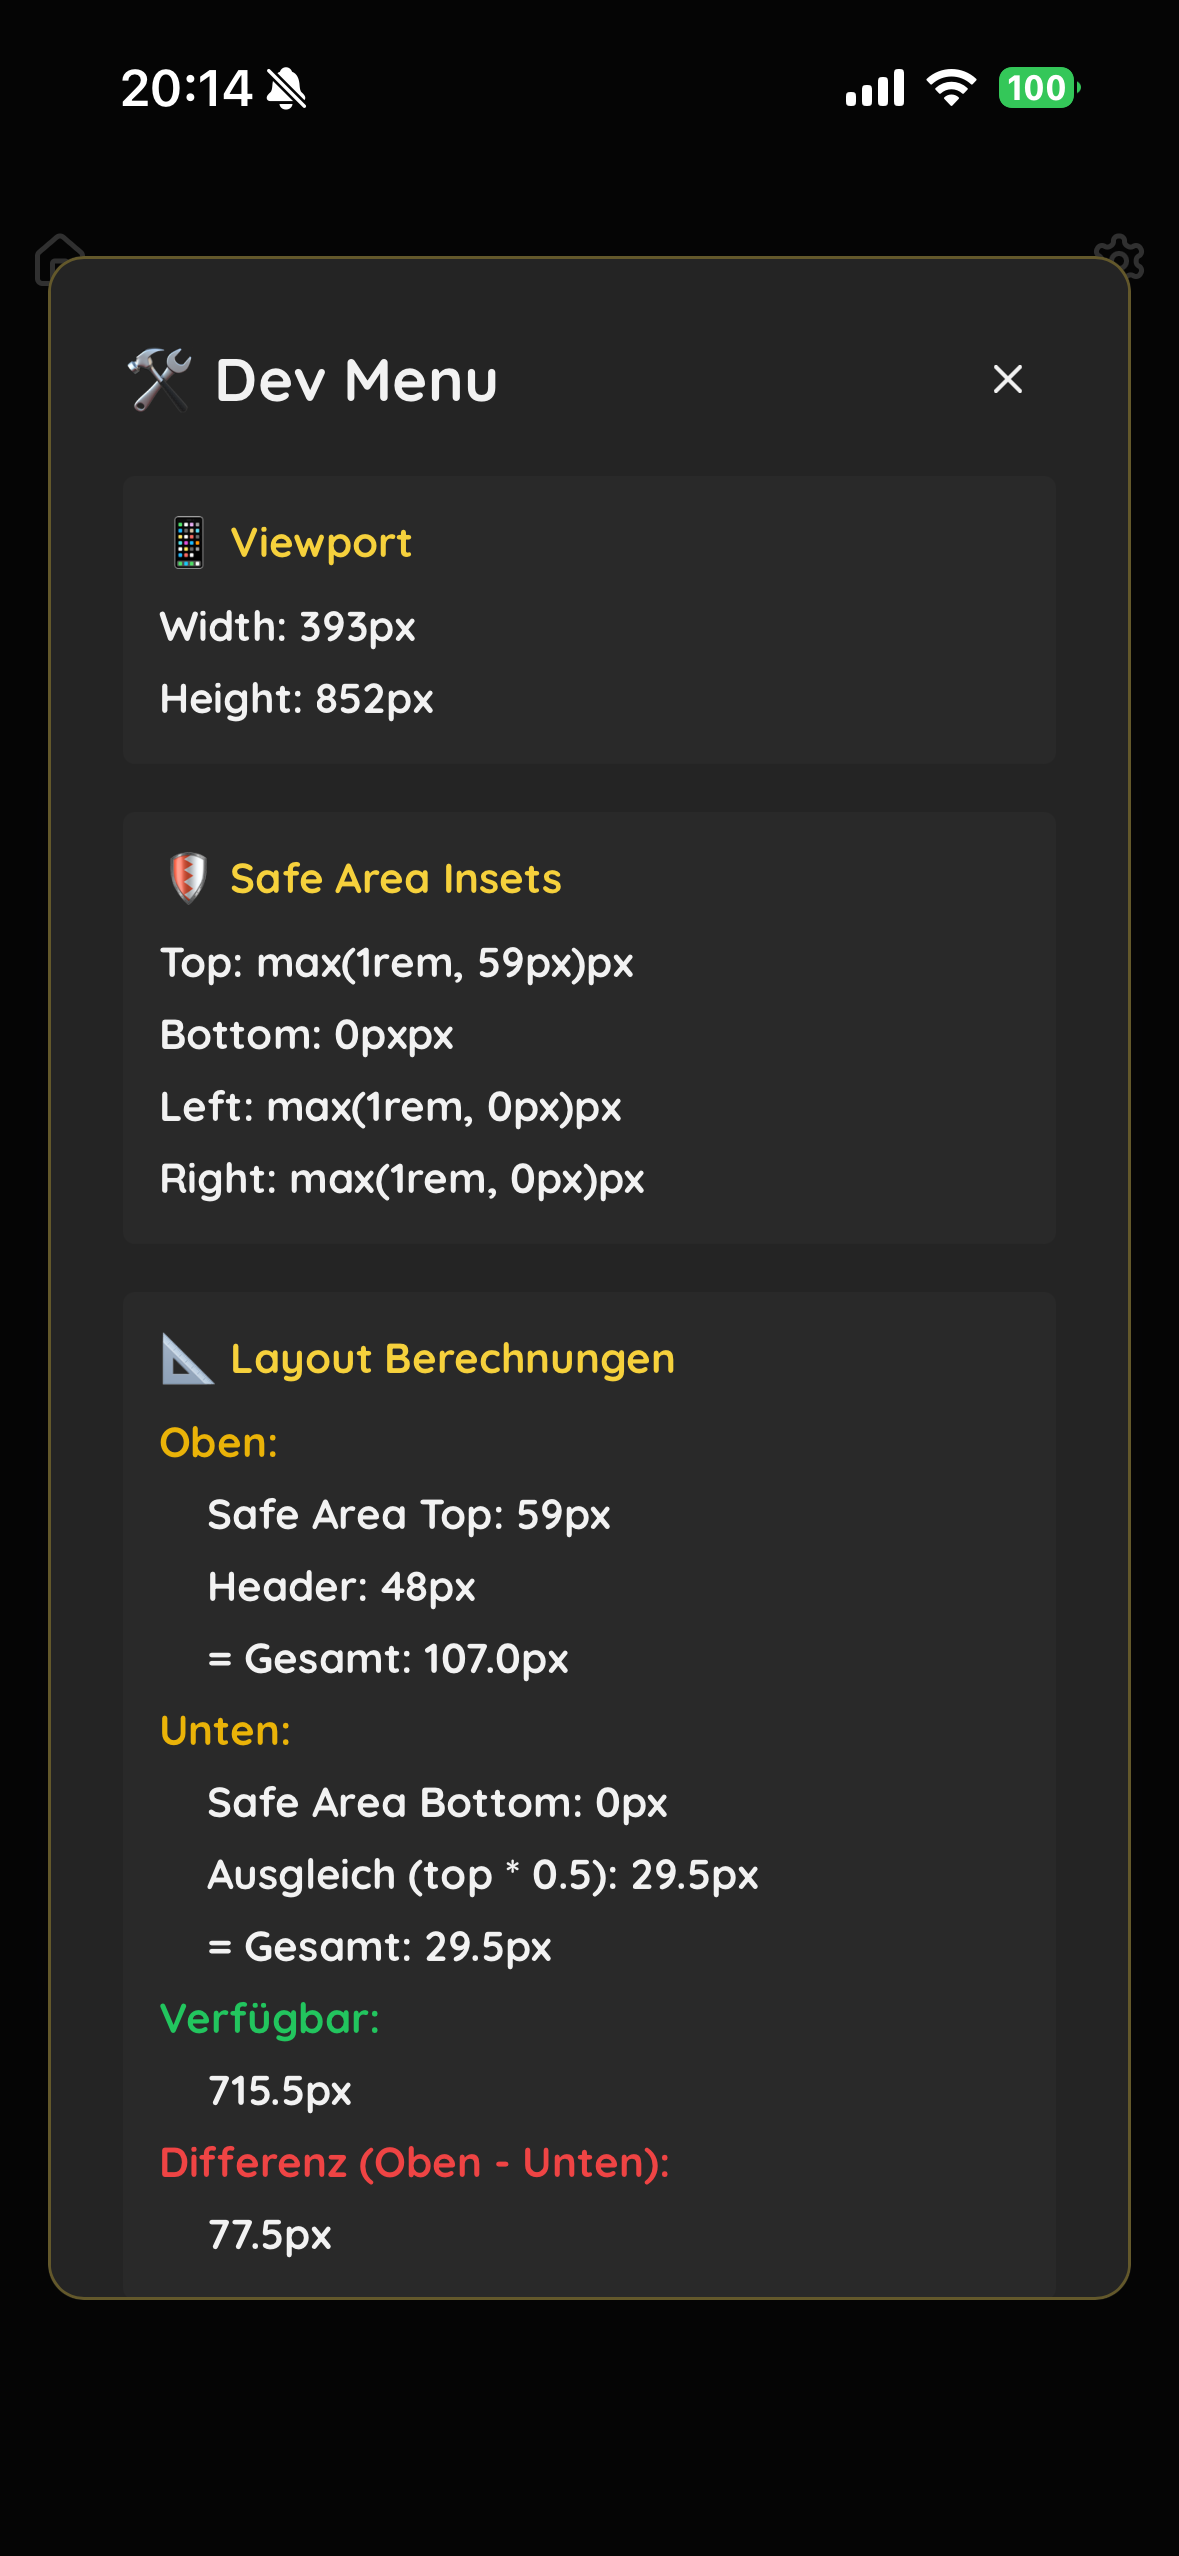 20:14
100
Dev Menu
Viewport
Width: 393px
Height: 852px
Safe Area Insets
Top: max(1rem, 59px)px
Bottom: 0pxpx
Left: max(1rem, 0px)px
Right: max(1rem, 0px)px
Layout Berechnungen
Oben:
Safe Area Top: 59px
Header: 48px
= Gesamt: 107.0px
Unten:
Safe Area Bottom: 0px
Ausgleich (top * 0.5): 29.5px
= Gesamt: 29.5px
Verfügbar:
715.5px
Differenz (Oben - Unten):
77.5px